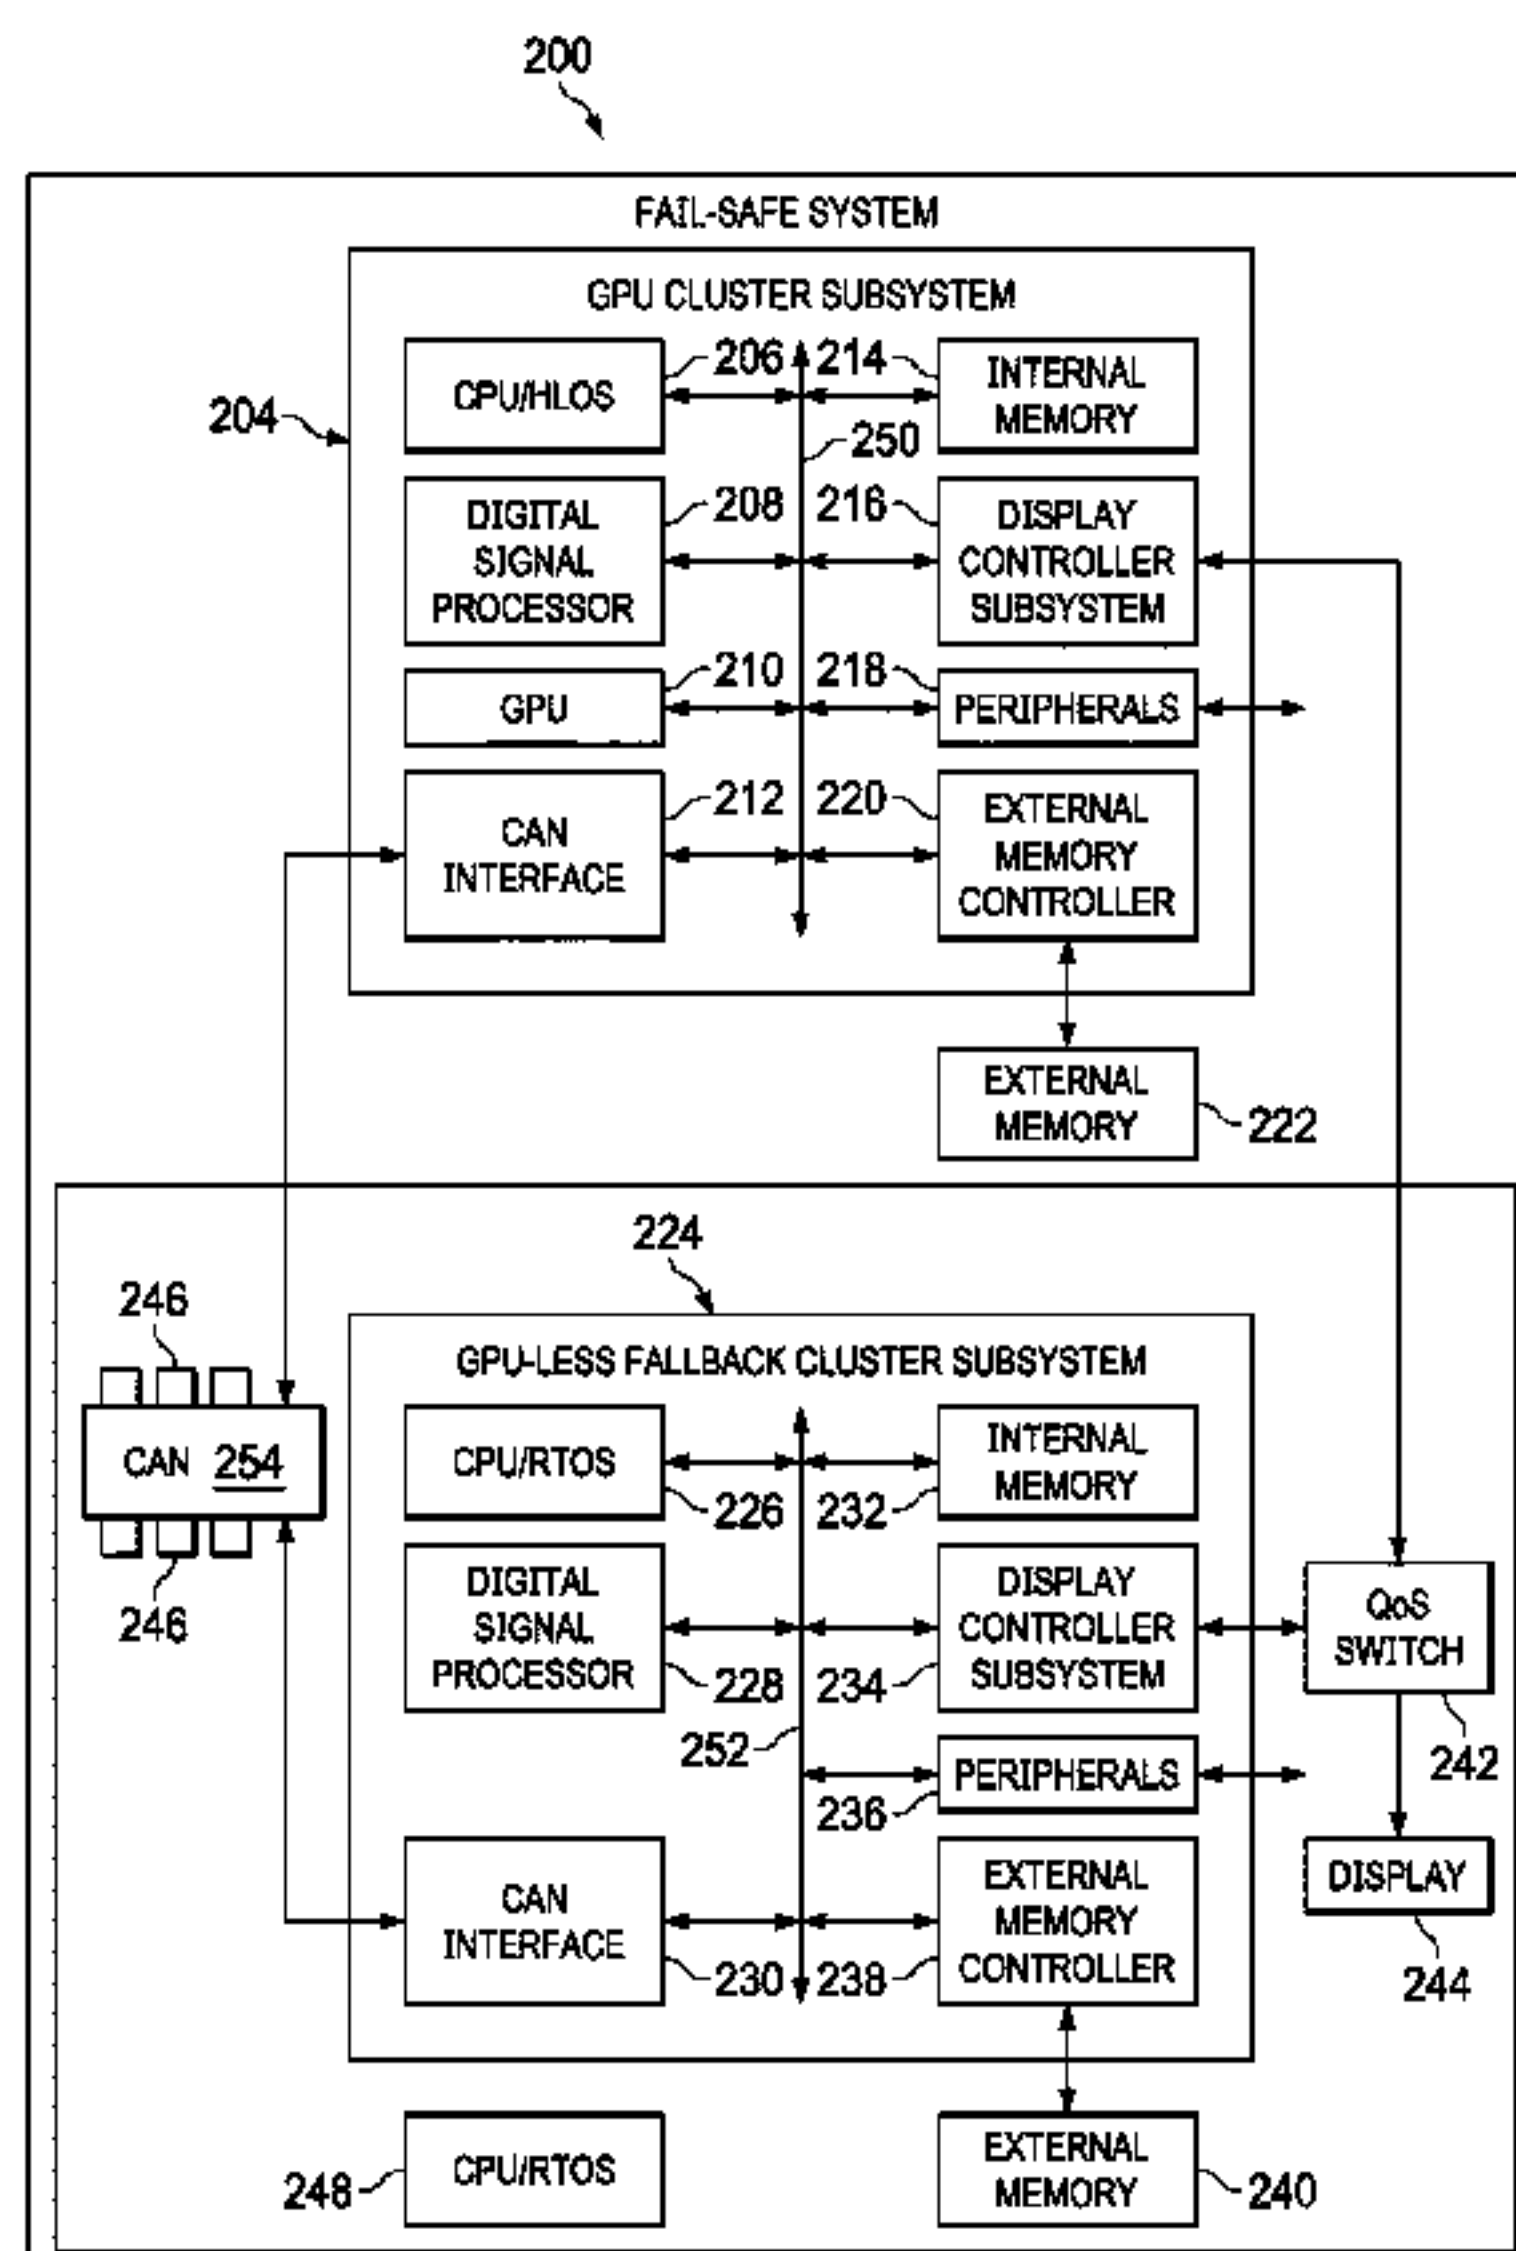 200
FAIL-SAFE SYSTEM
GPU CLUSTER SUBSYSTEM
204
CPU/HLOS
206
214
INTERNAL
MEMORY
250
DIGITAL
SIGNAL
PROCESSOR
208
216
DISPLAY
CONTROLLER
SUBSYSTEM
GPU
210
218
PERIPHERALS
CAN
INTERFACE
212
220
EXTERNAL
MEMORY
CONTROLLER
EXTERNAL
MEMORY
222
224
GPU-LESS FALLBACK CLUSTER SUBSYSTEM
246
CAN 254
246
CPU/RTOS
226
232
INTERNAL
MEMORY
DIGITAL
SIGNAL
PROCESSOR
228
234
DISPLAY
CONTROLLER
SUBSYSTEM
QoS
SWITCH
242
252
236
PERIPHERALS
DISPLAY
244
CAN
INTERFACE
230
238
EXTERNAL
MEMORY
CONTROLLER
248
CPU/RTOS
EXTERNAL
MEMORY
240